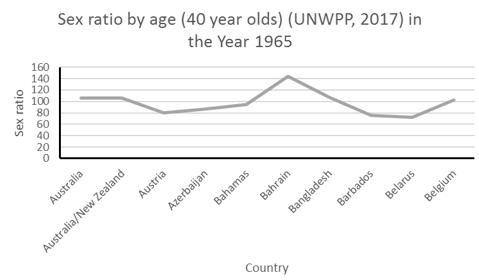 Sex ratio by age (40 year olds) (UNWPP, 2017) in
the Year 1965
Sex ratio
160
140
120
100
80
60
40
20
0
Australia
Australia/New Zealand
Austria
Azerbaijan
Bahamas
Bahrain
Bangladesh
Barbados
Belarus
Belgium
Country